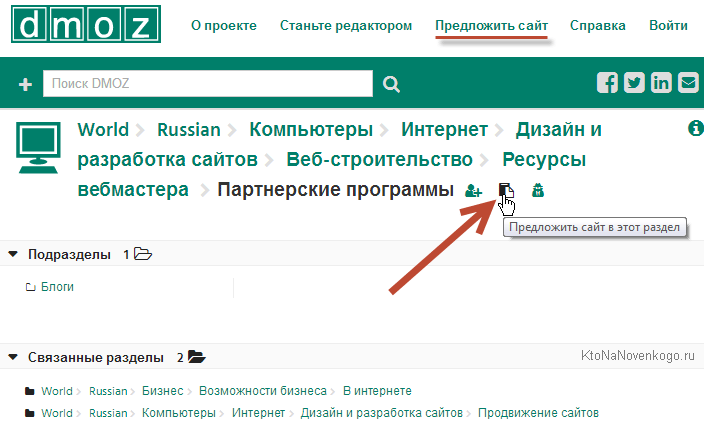 dmoz О проекте Станьте редактором Предложить сайт Справка Войти
Поиск DMOZ
World Russian Компьютеры Интернет Дизайн и
разработка сайтов Веб-строительство Ресурсы
вебмастера Партнерские программы
Предложить сайт в этот раздел
Подразделы 1
Блоги
Связанные разделы 2
KtoNaNovenkogo.ru
World Russian Бизнес Возможности бизнеса В интернете
World Russian Компьютеры Интернет Дизайн и разработка сайтов Продвижение сайтов